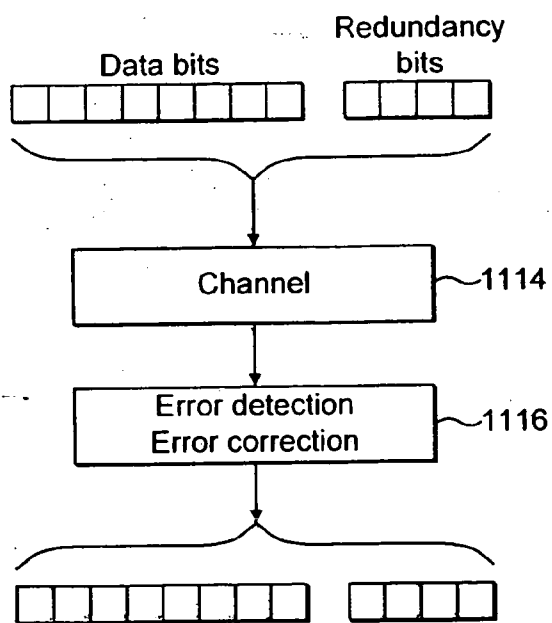 Redundancy
Data bits bits
Channel
1114
Error detection
Error correction
1116